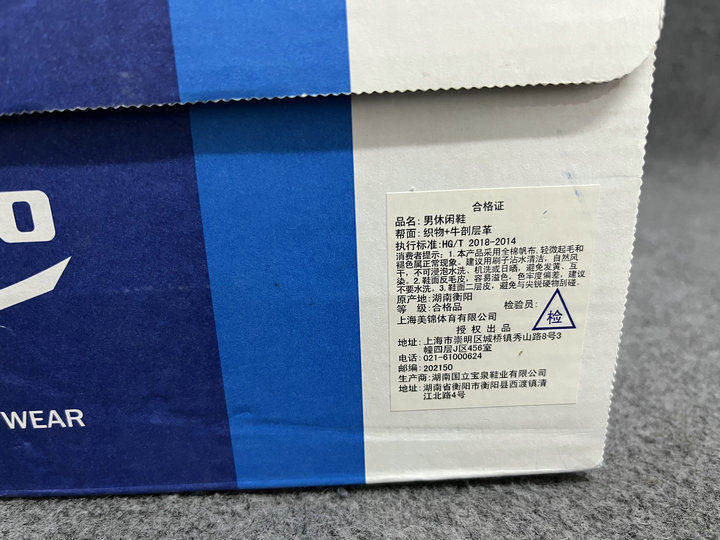 O
WEAR
合格证
品名: 男休闲鞋
帮面: 织物+牛剖层革
执行标准: HG/T 2018-2014
消费者提示: 1.本产品采用全棉帆布,轻微起毛和
褪色属正常现象。建议用刷子沾水清洁,自然风
干,不可浸泡水洗、机洗或日晒,避免发黄、互
染。2.鞋面反毛皮,容易溢色,色牢度偏差,建议
不要水洗。3.鞋面二层皮,避免与尖锐硬物刮碰。
原产地: 湖南衡阳
等 级: 合格品 检验员:
检
上海美锦体育有限公司
授 权 出 品
地址: 上海市崇明区城桥镇秀山路8号3
幢四层J区456室
电话: 021-61000624
邮编: 202150
生产商: 湖南国立宝泉鞋业有限公司
地址: 湖南省衡阳市衡阳县西渡镇清
江北路4号